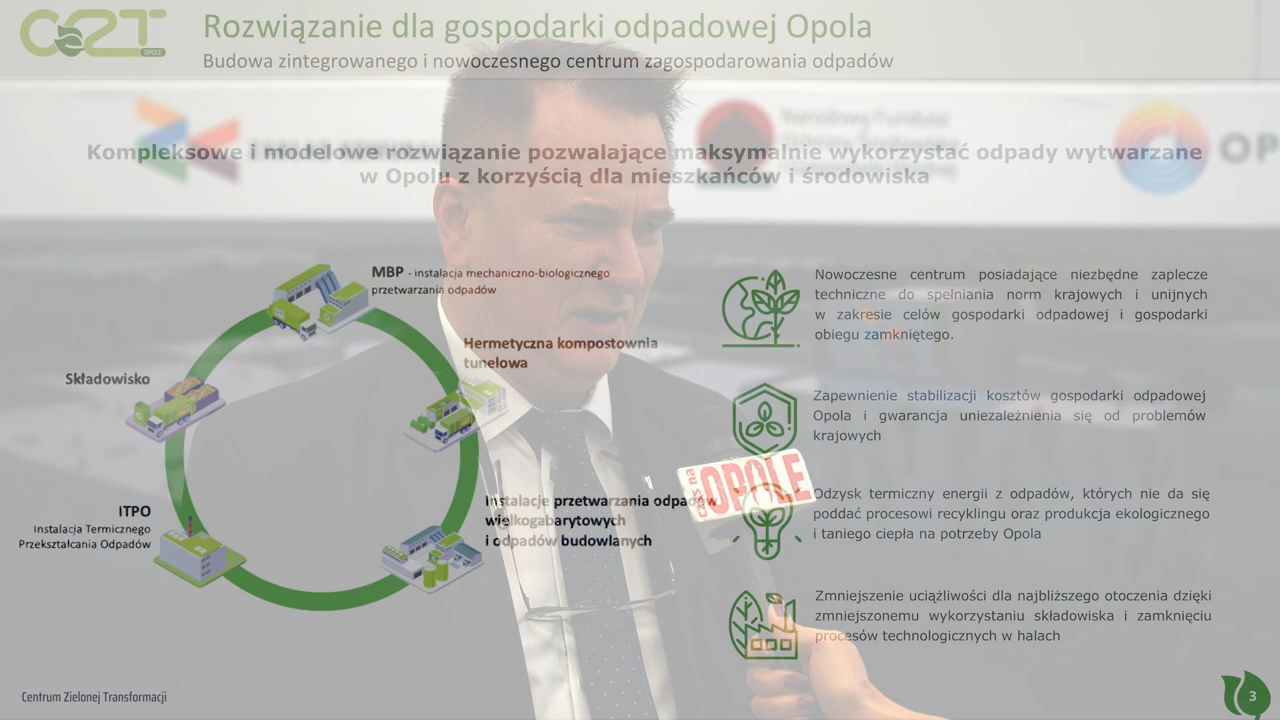 CZT
OPOLE
Rozwiązanie dla gospodarki odpadowej Opola
Budowa zintegrowanego i nowoczesnego centrum zagospodarowania odpadów
Narodowy Fundusz
OP
Kompleksowe i modelowe rozwiązanie pozwalające maksymalnie wykorzystać odpady wytwarzane
w Opolu z korzyścią dla mieszkańców i środowiska
MBP - instalacja mechaniczno-biologicznego
przetwarzania odpadów
Hermetyczna kompostownia
tunelowa
Składowisko
Instalacje przetwarzania odpadów
wielkogabarytowych
i odpadów budowlanych
ITPO
Instalacja Termicznego
Przekształcania Odpadów
Nowoczesne centrum posiadające niezbędne zaplecze
techniczne do spełniania norm krajowych i unijnych
w zakresie celów gospodarki odpadowej i gospodarki
obiegu zamkniętego.
Zapewnienie stabilizacji kosztów gospodarki odpadowej
Opola i gwarancja uniezależnienia się od problemów
krajowych
czas na
OPOLE
Odzysk termiczny energii z odpadów, których nie da się
poddać procesowi recyklingu oraz produkcja ekologicznego
i taniego ciepła na potrzeby Opola
Zmniejszenie uciążliwości dla najbliższego otoczenia dzięki
zmniejszonemu wykorzystaniu składowiska i zamknięciu
procesów technologicznych w halach
Centrum Zielonej Transformacji
3